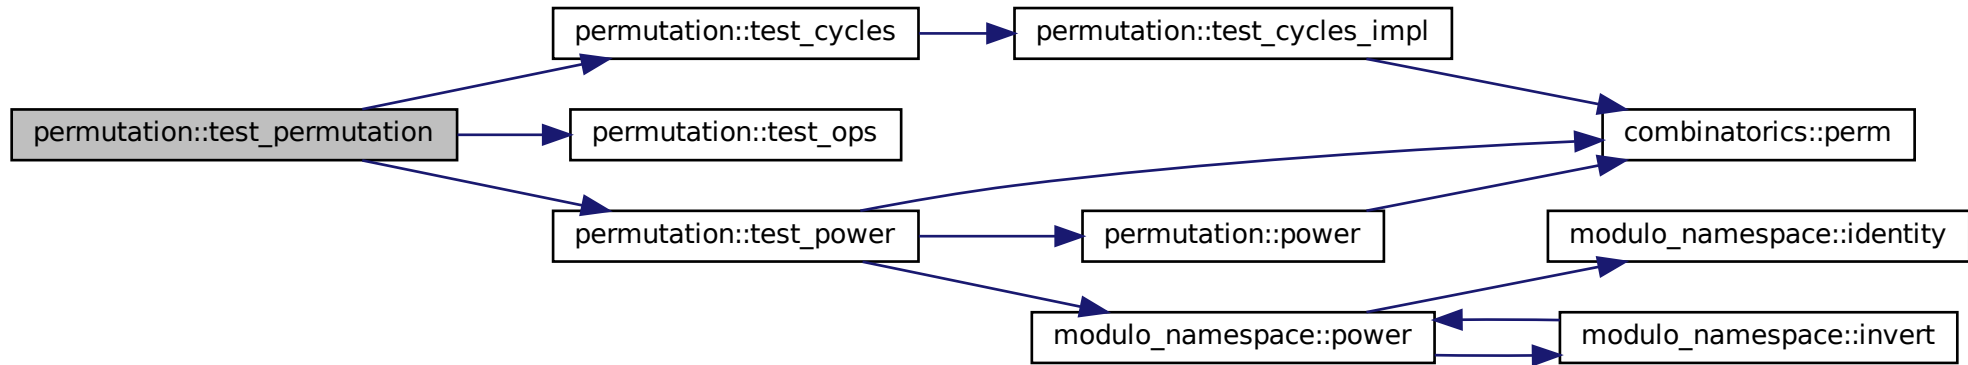 permutation::test_cycles
permutation::test_cycles_impl
permutation::test_permutation
permutation::test_ops
combinatorics::perm
permutation::test_power
permutation::power
modulo_namespace::identity
modulo_namespace::power
modulo_namespace::invert